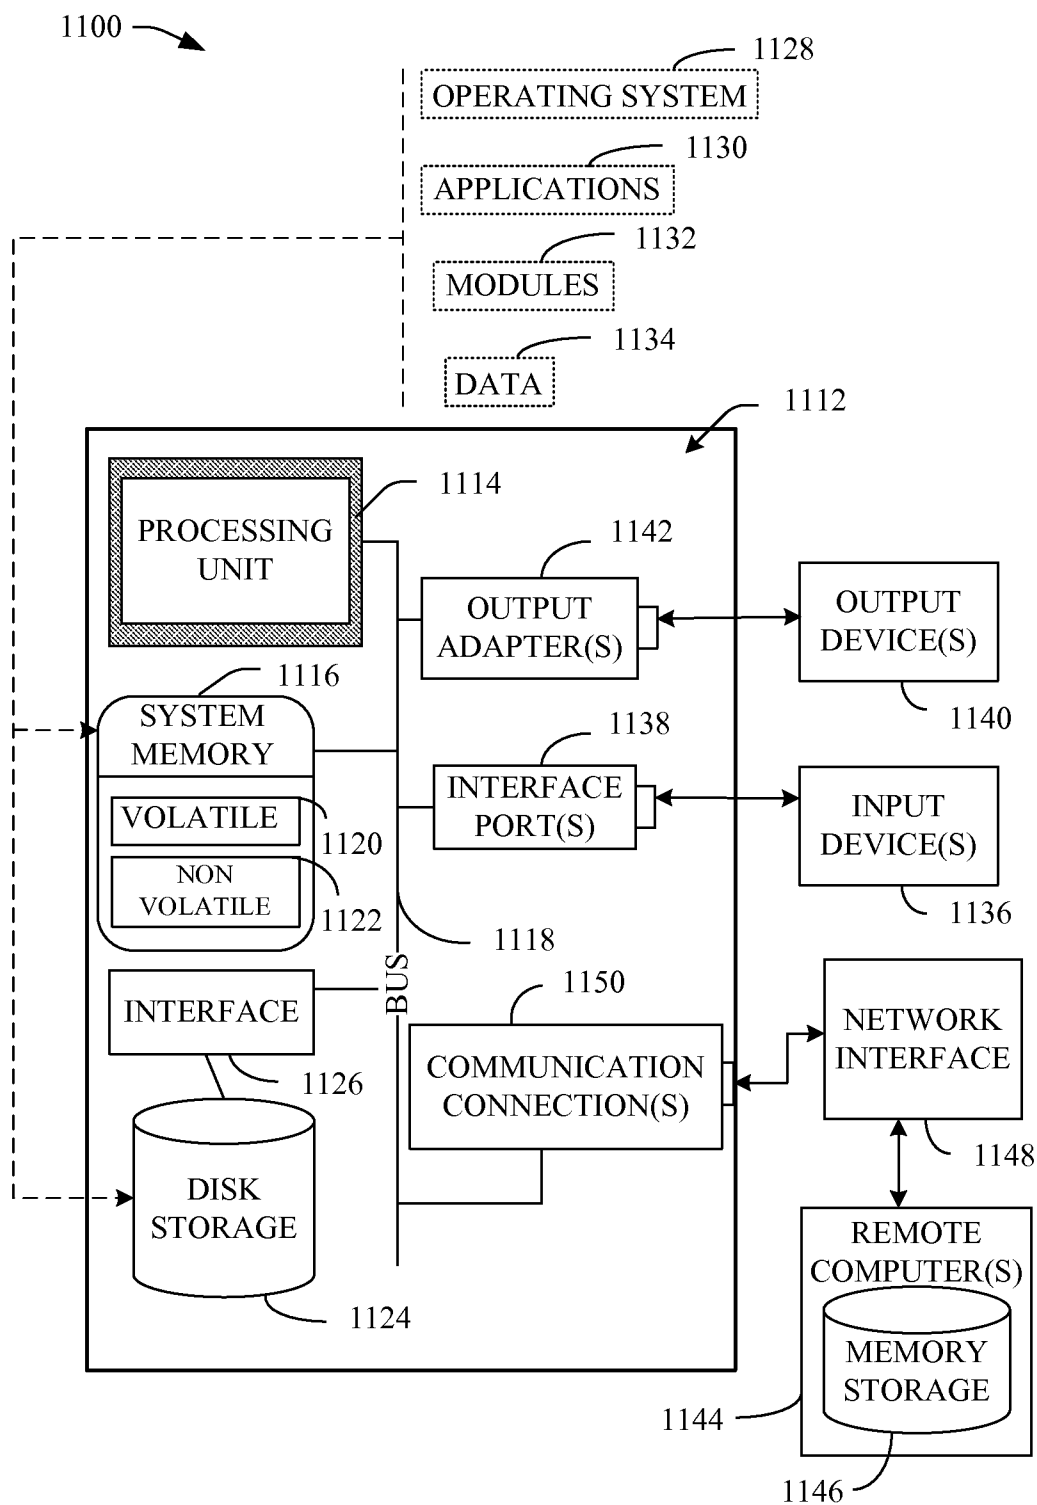 1100
1128
OPERATING SYSTEM
1130
APPLICATIONS
1132
MODULES
1134
DATA
1112
1114
PROCESSING
UNIT
1142
OUTPUT
ADAPTER(S)
OUTPUT
DEVICE(S)
1140
1116
SYSTEM
MEMORY
VOLATILE
1120
NON
VOLATILE
1122
1138
INTERFACE
PORT(S)
INPUT
DEVICE(S)
1136
1118
BUS
INTERFACE
1126
1150
COMMUNICATION
CONNECTION(S)
NETWORK
INTERFACE
1148
DISK
STORAGE
1124
REMOTE
COMPUTER(S)
MEMORY
STORAGE
1144
1146